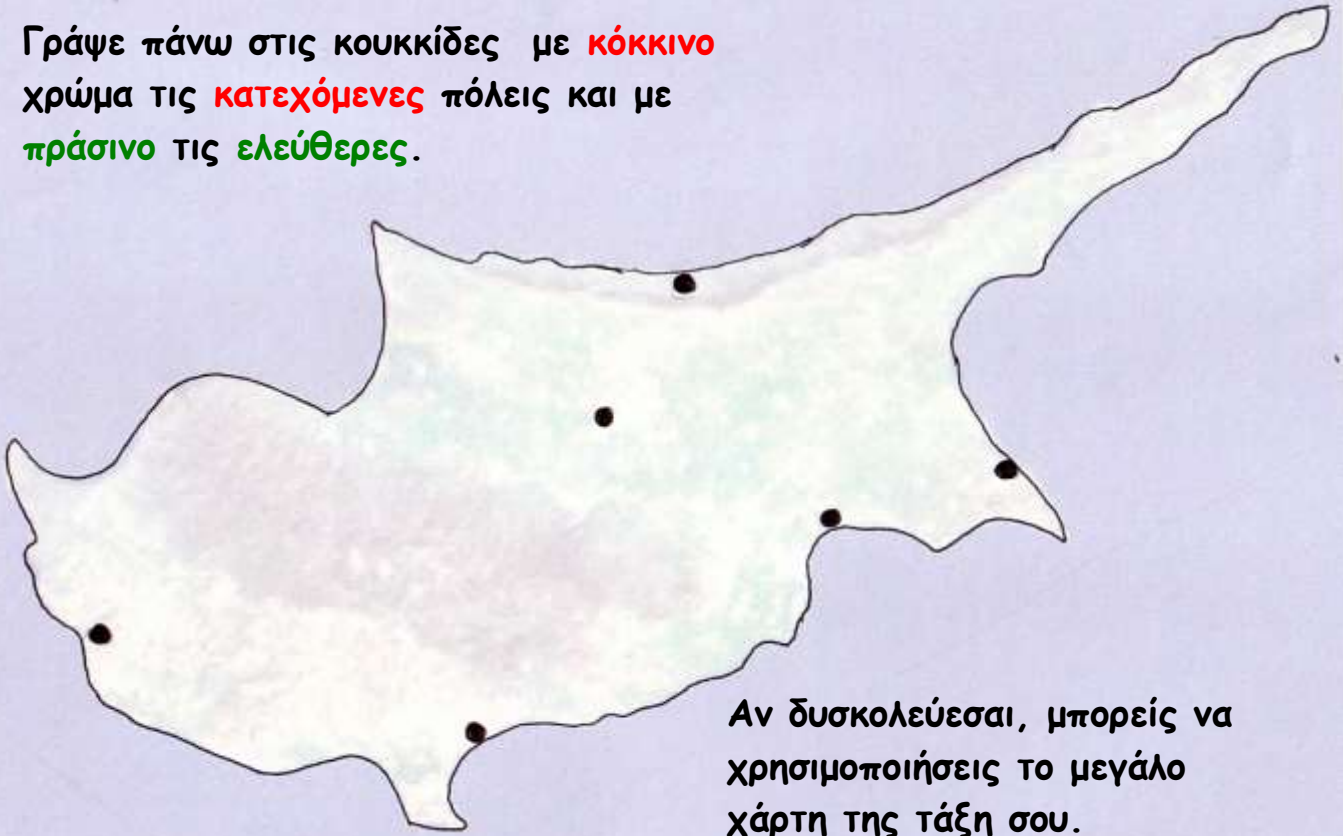 Γράψε πάνω στις κουκκίδες με κόκκινο
χρώμα τις κατεχόμενες πόλεις και με
πράσινο τις ελεύθερες.
Αν δυσκολεύεσαι, μπορείς να
χρησιμοποιήσεις το μεγάλο
χάρτη της τάξη σου.